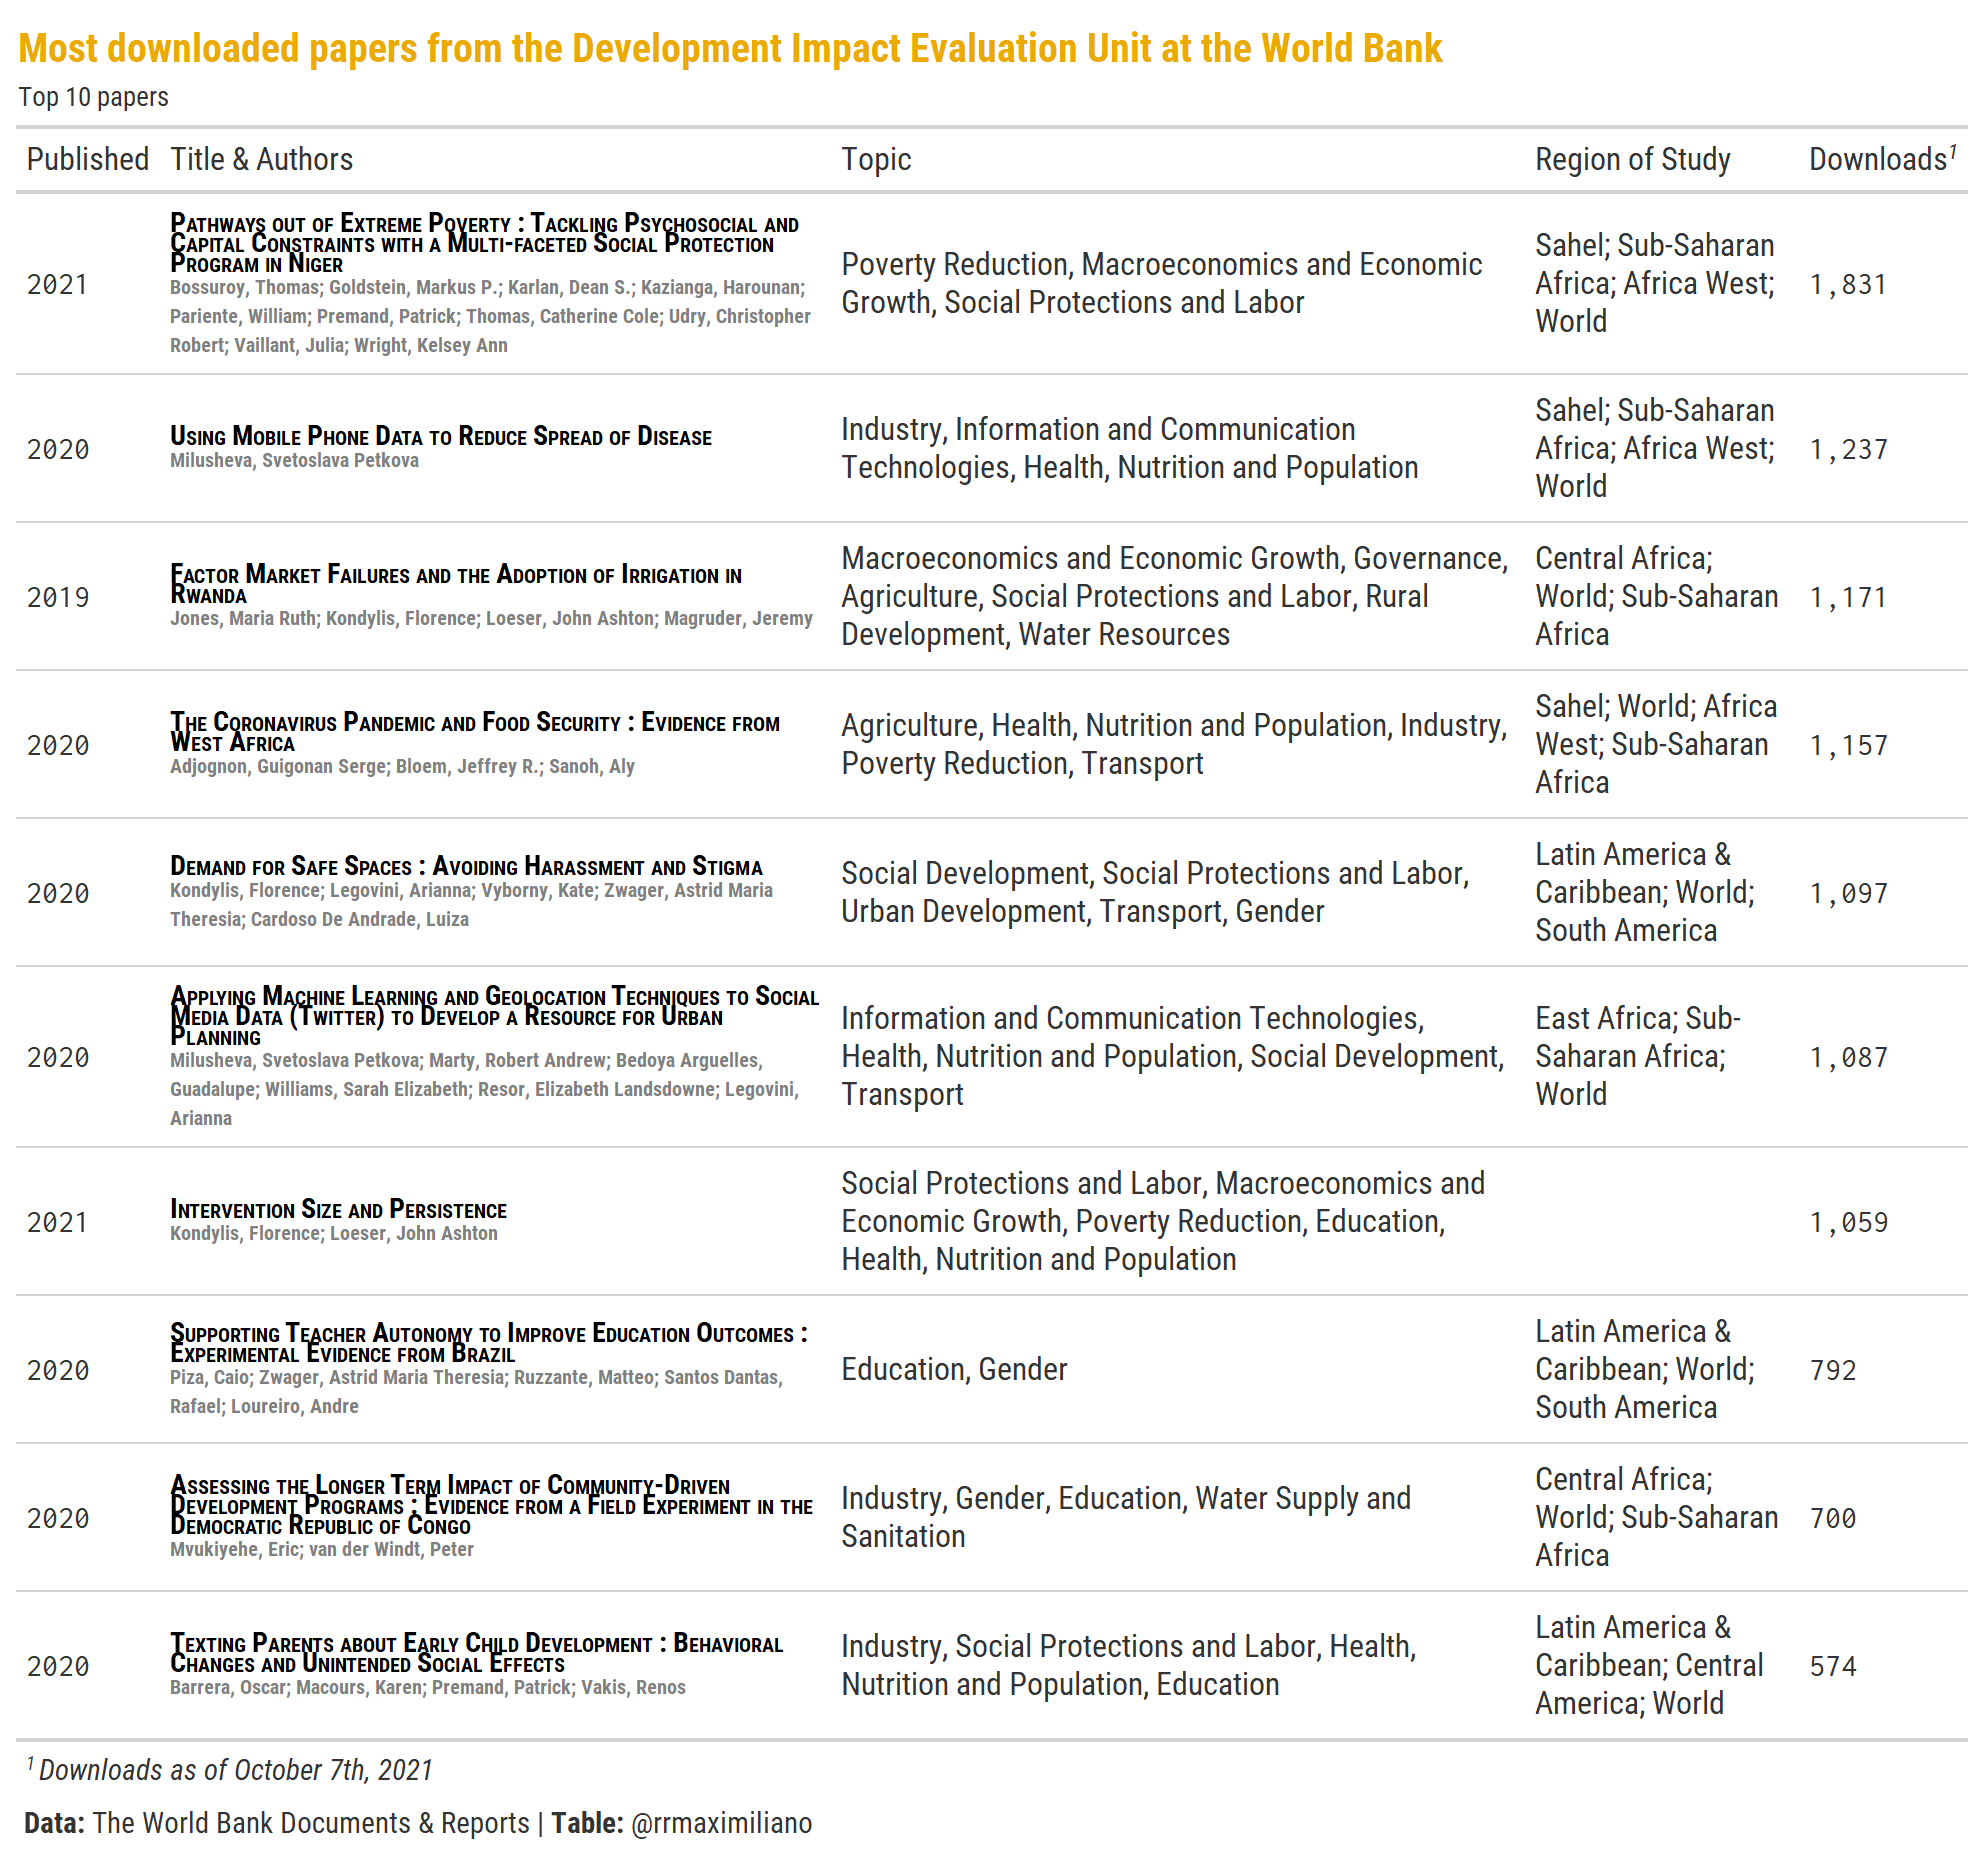 Most downloaded papers from the Development Impact Evaluation Unit at the World Bank
Top 10 papers
Published Title & Authors Topic Region of Study Downloads¹
2021
Pathways out of Extreme Poverty : Tackling Psychosocial and
Capital Constraints with a Multi-faceted Social Protection
Program in Niger
Bossuroy, Thomas; Goldstein, Markus P.; Karlan, Dean S.; Kazianga, Harounan;
Pariente, William; Premand, Patrick; Thomas, Catherine Cole; Udry, Christopher
Robert; Vaillant, Julia; Wright, Kelsey Ann
Poverty Reduction, Macroeconomics and Economic
Growth, Social Protections and Labor
Sahel; Sub-Saharan
Africa; Africa West;
World
1,831
2020
Using Mobile Phone Data to Reduce Spread of Disease
Milusheva, Svetoslava Petkova
Industry, Information and Communication
Technologies, Health, Nutrition and Population
Sahel; Sub-Saharan
Africa; Africa West;
World
1,237
2019
Factor Market Failures and the Adoption of Irrigation in
Rwanda
Jones, Maria Ruth; Kondylis, Florence; Loeser, John Ashton; Magruder, Jeremy
Macroeconomics and Economic Growth, Governance,
Agriculture, Social Protections and Labor, Rural
Development, Water Resources
Central Africa;
World; Sub-Saharan
Africa
1,171
2020
The Coronavirus Pandemic and Food Security : Evidence from
West Africa
Adjognon, Guigonan Serge; Bloem, Jeffrey R.; Sanoh, Aly
Agriculture, Health, Nutrition and Population, Industry,
Poverty Reduction, Transport
Sahel; World; Africa
West; Sub-Saharan
Africa
1,157
2020
Demand for Safe Spaces : Avoiding Harassment and Stigma
Kondylis, Florence; Legovini, Arianna; Vyborny, Kate; Zwager, Astrid Maria
Theresia; Cardoso De Andrade, Luiza
Social Development, Social Protections and Labor,
Urban Development, Transport, Gender
Latin America &
Caribbean; World;
South America
1,097
2020
Applying Machine Learning and Geolocation Techniques to Social
Media Data (Twitter) to Develop a Resource for Urban
Planning
Milusheva, Svetoslava Petkova; Marty, Robert Andrew; Bedoya Arguelles,
Guadalupe; Williams, Sarah Elizabeth; Resor, Elizabeth Landsdowne; Legovini,
Arianna
Information and Communication Technologies,
Health, Nutrition and Population, Social Development,
Transport
East Africa; Sub-
Saharan Africa;
World
1,087
2021
Intervention Size and Persistence
Kondylis, Florence; Loeser, John Ashton
Social Protections and Labor, Macroeconomics and
Economic Growth, Poverty Reduction, Education,
Health, Nutrition and Population
1,059
2020
Supporting Teacher Autonomy to Improve Education Outcomes :
Experimental Evidence from Brazil
Piza, Caio; Zwager, Astrid Maria Theresia; Ruzzante, Matteo; Santos Dantas,
Rafael; Loureiro, Andre
Education, Gender
Latin America &
Caribbean; World;
South America
792
2020
Assessing the Longer Term Impact of Community-Driven
Development Programs : Evidence from a Field Experiment in the
Democratic Republic of Congo
Mvukiyehe, Eric; van der Windt, Peter
Industry, Gender, Education, Water Supply and
Sanitation
Central Africa;
World; Sub-Saharan
Africa
700
2020
Texting Parents about Early Child Development : Behavioral
Changes and Unintended Social Effects
Barrera, Oscar; Macours, Karen; Premand, Patrick; Vakis, Renos
Industry, Social Protections and Labor, Health,
Nutrition and Population, Education
Latin America &
Caribbean; Central
America; World
574
¹ Downloads as of October 7th, 2021
Data: The World Bank Documents & Reports | Table: @rrmaximiliano